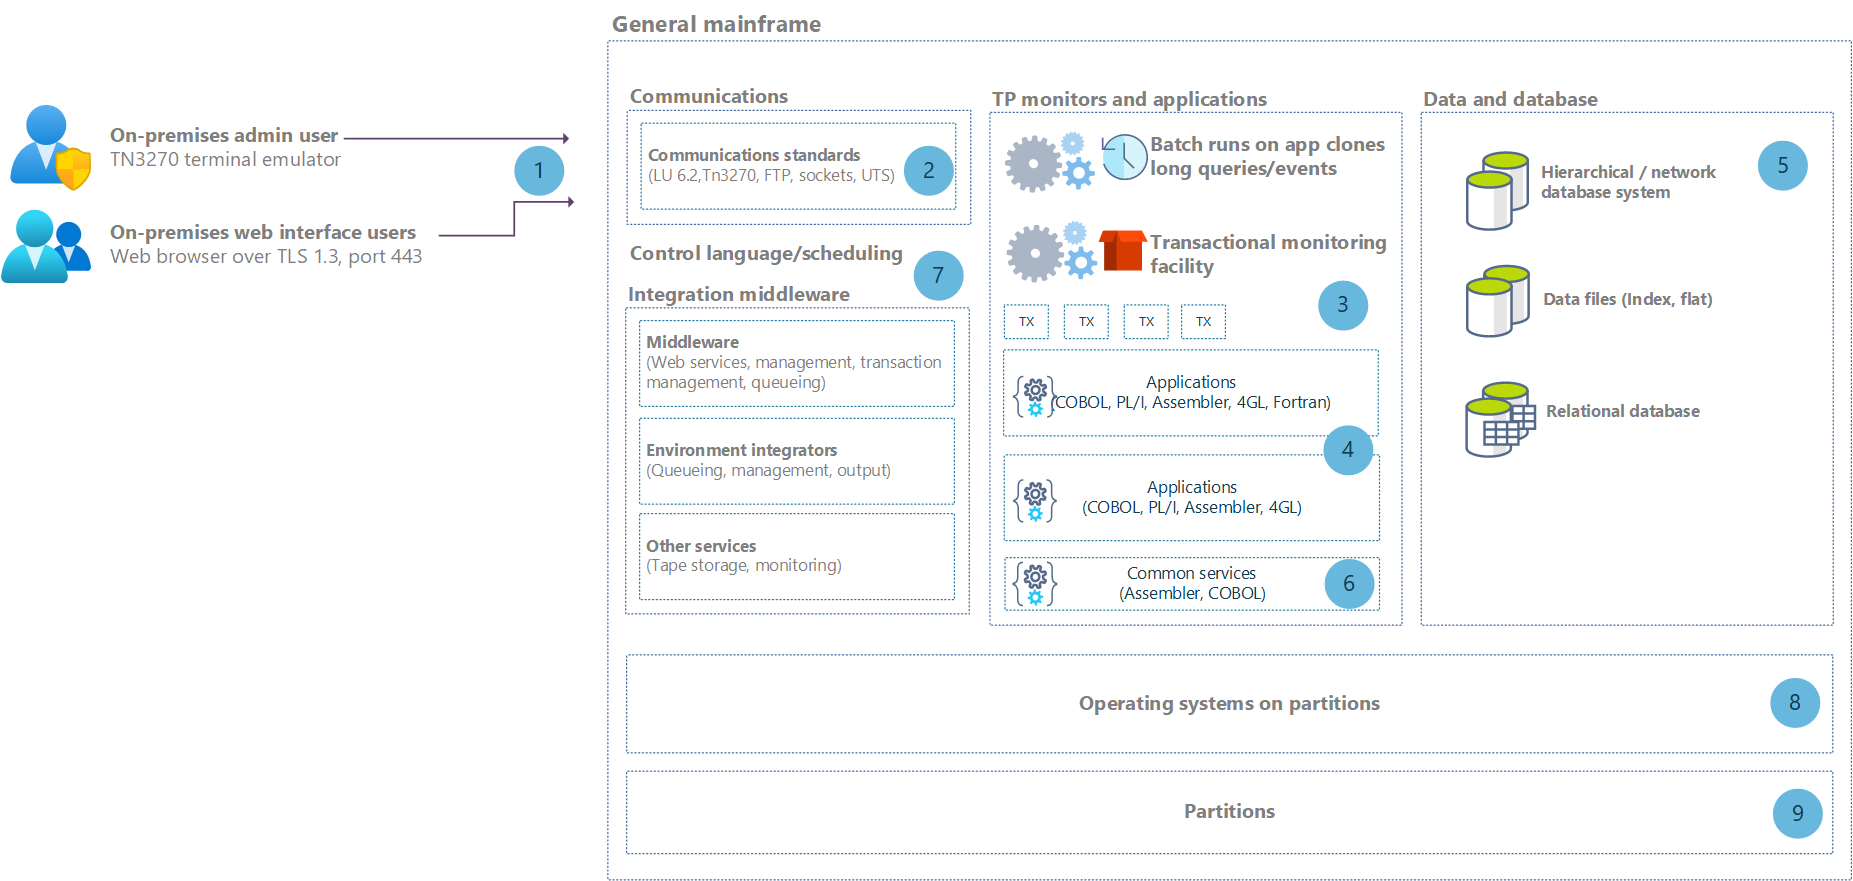 General mainframe
On-premises admin user
TN3270 terminal emulator
1
On-premises web interface users
Web browser over TLS 1.3, port 443
Communications
Communications standards
(LU 6.2,Tn3270, FTP, sockets, UTS)
2
Control language/scheduling
7
Integration middleware
Middleware
(Web services, management, transaction
management, queueing)
Environment integrators
(Queueing, management, output)
Other services
(Tape storage, monitoring)
TP monitors and applications
Batch runs on app clones
long queries/events
Transactional monitoring
facility
3
TX TX TX TX
Applications
(COBOL, PL/I, Assembler, 4GL, Fortran)
4
Applications
(COBOL, PL/I, Assembler, 4GL)
Common services
(Assembler, COBOL)
6
Data and database
5
Hierarchical / network
database system
Data files (Index, flat)
Relational database
Operating systems on partitions
8
Partitions
9